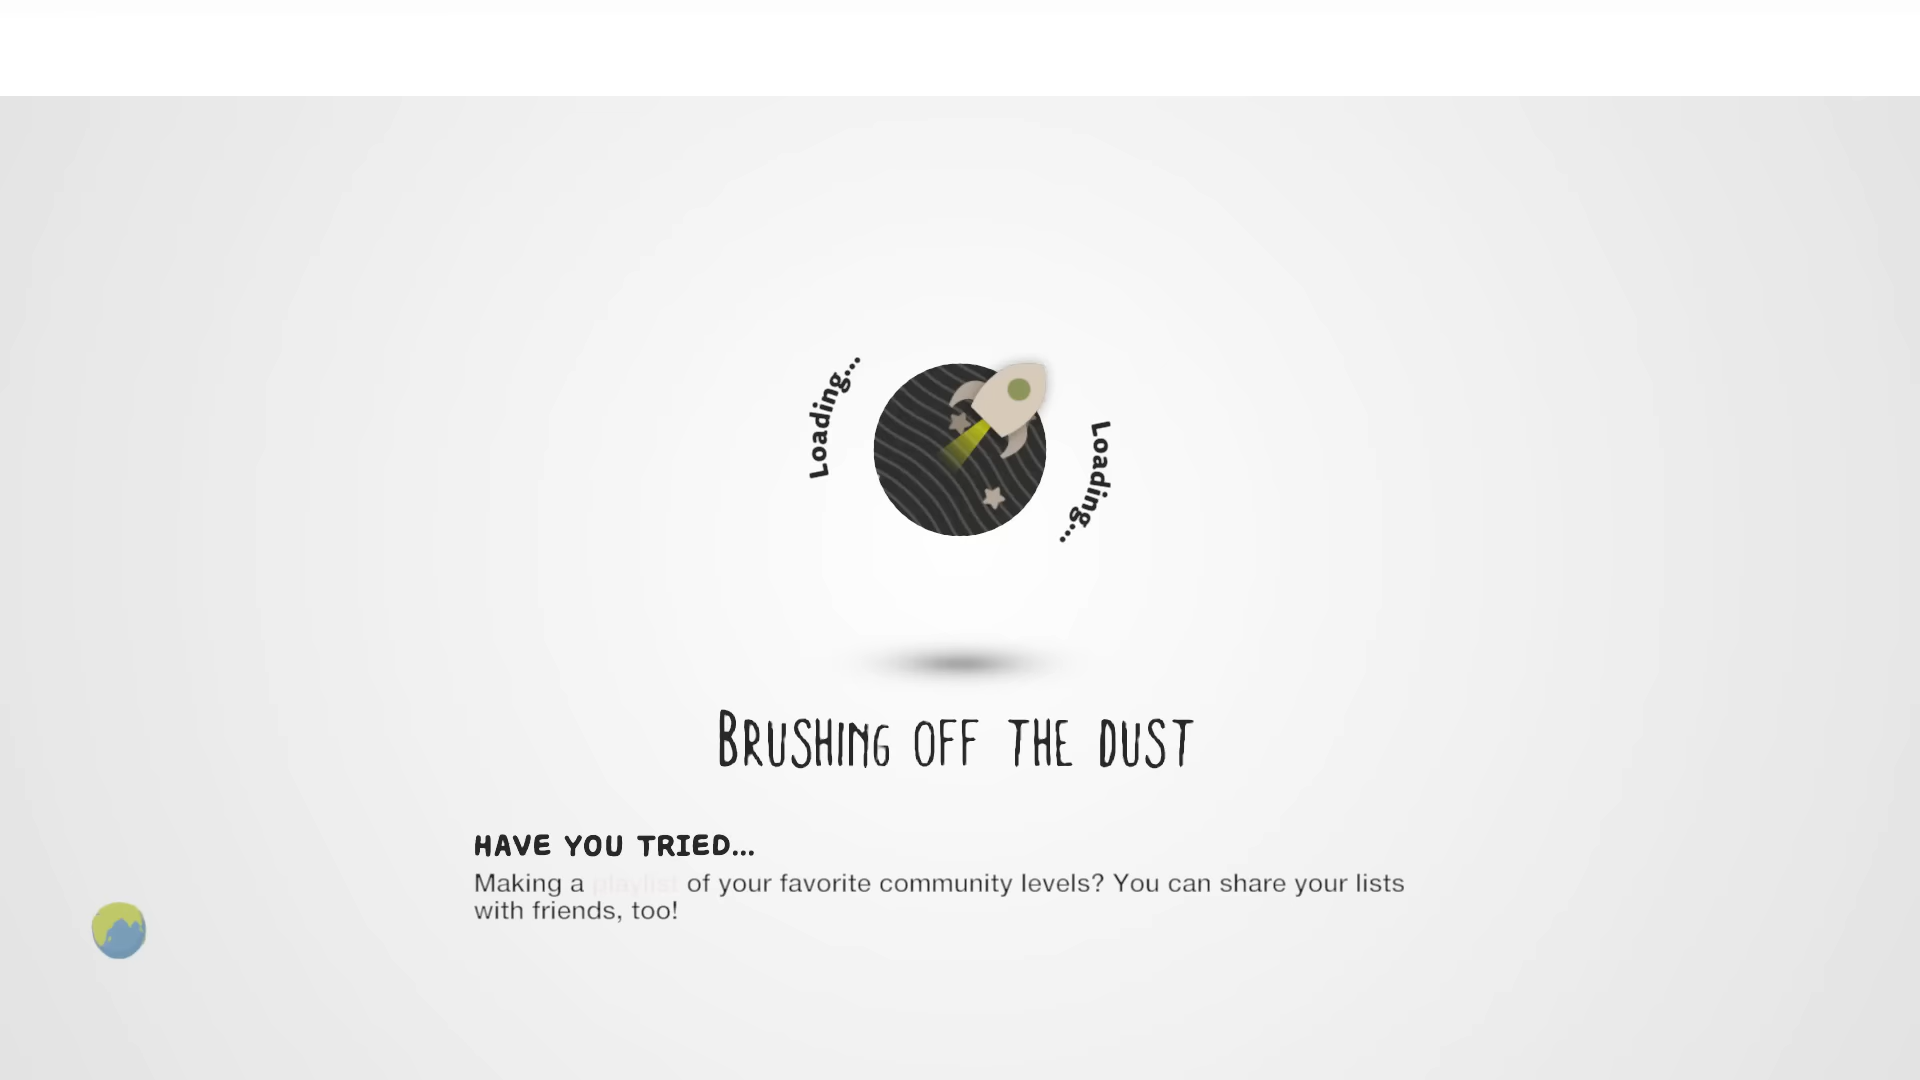 Loading...
Loading...
BRUSHING OFF THE DUST
HAVE YOU TRIED...
Making a playlist of your favorite community levels? You can share your lists
with friends, too!